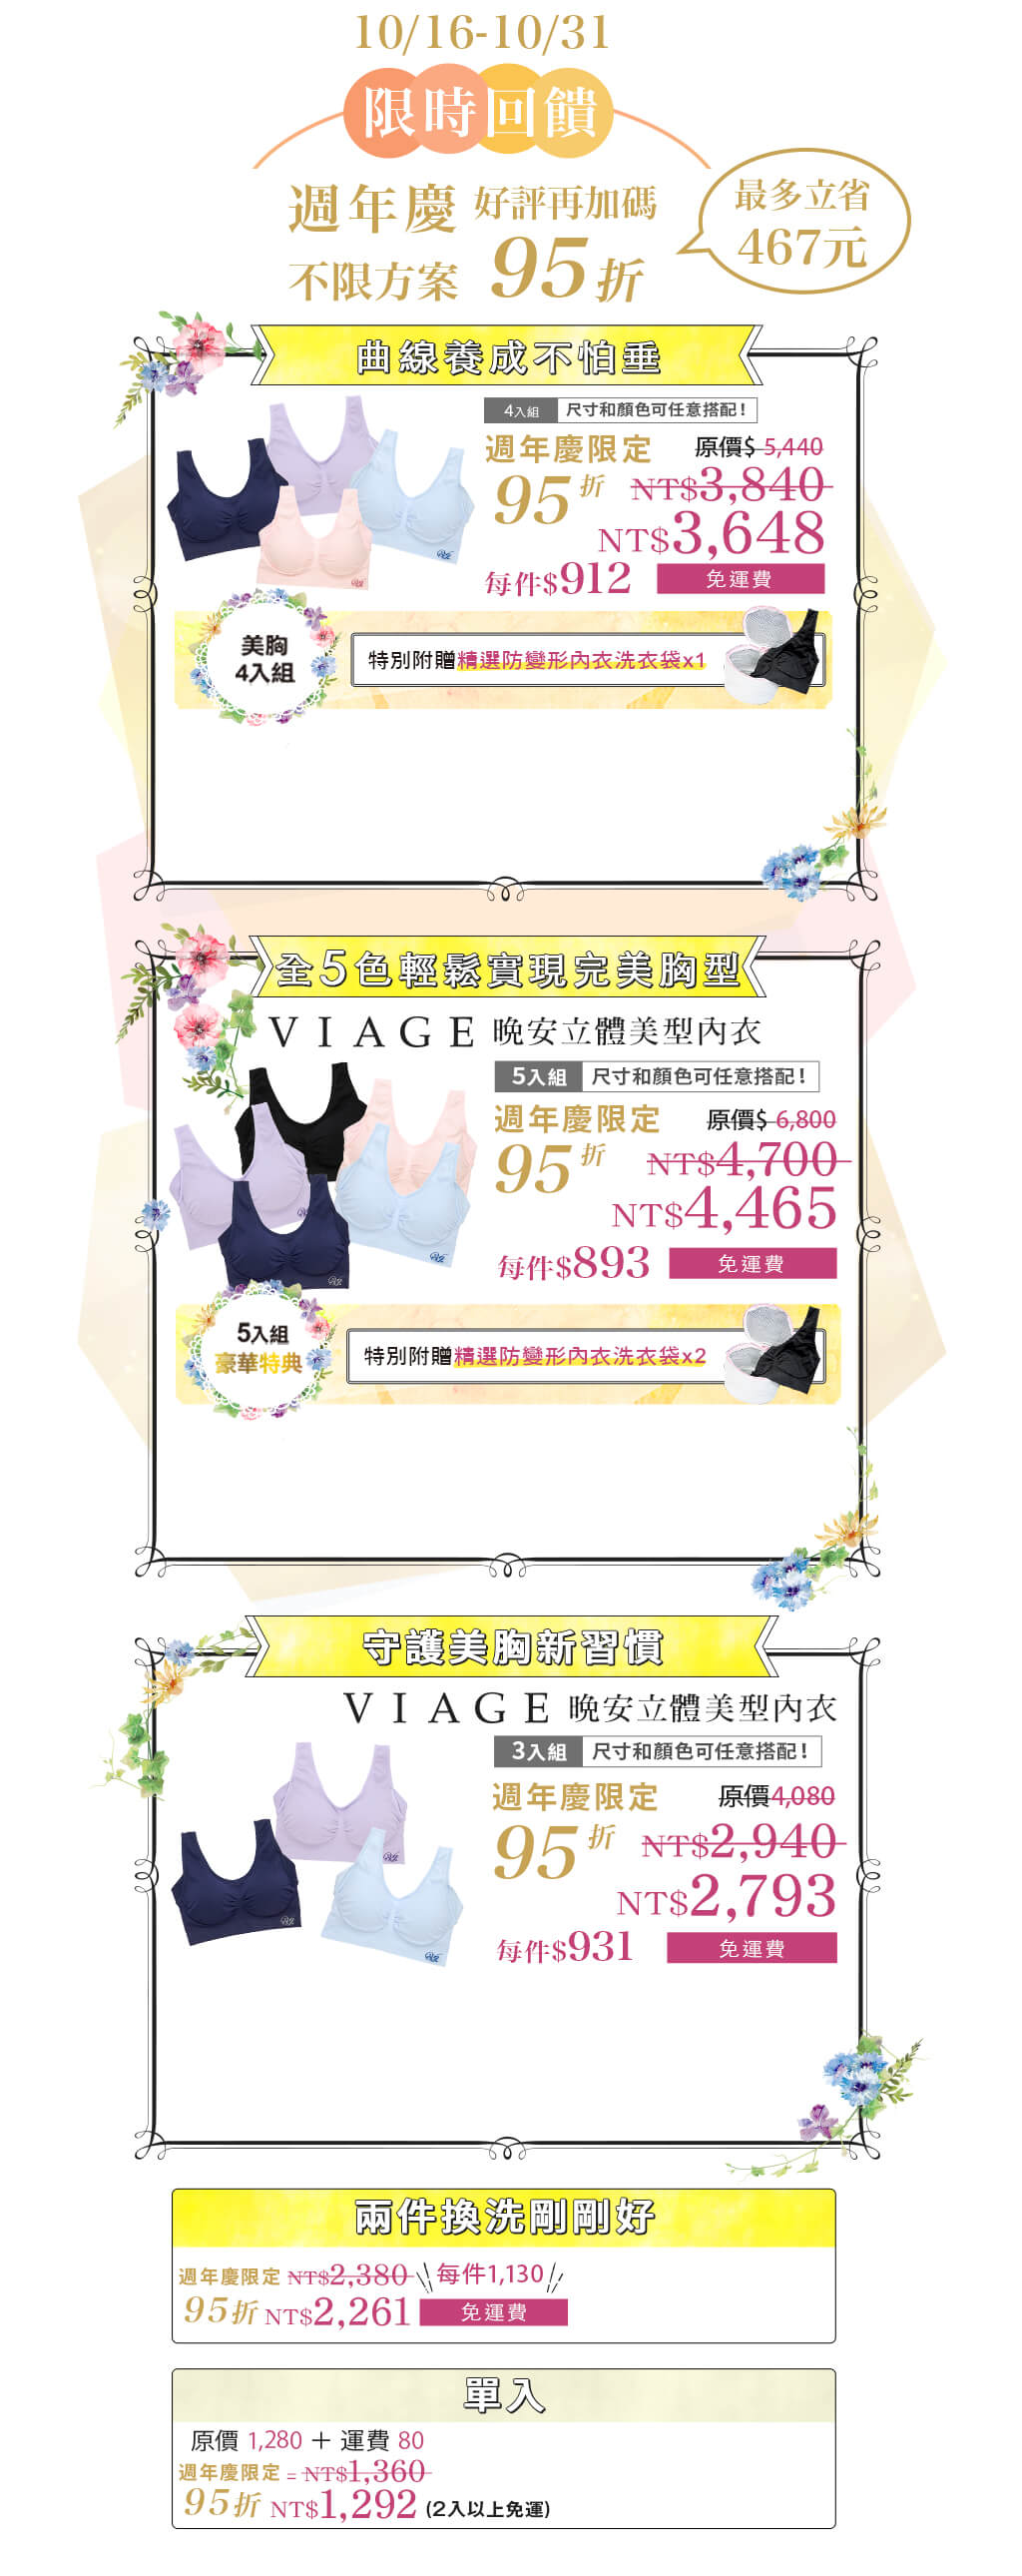 10/16-10/31
限時回饋
週年慶 好評再加碼
不限方案 95折
最多立省
467元
曲線養成不怕垂
4入組 尺寸和顏色可任意搭配!
週年慶限定 原價$ 5,440
95折 NT$3,840
NT$3,648
每件$912 免運費
美胸
4入組
特別附贈精選防變形內衣洗衣袋x1
全5色輕鬆實現完美胸型
VIAGE 晚安立體美型內衣
5入組 尺寸和顏色可任意搭配!
週年慶限定 原價$ 6,800
95折 NT$4,700
NT$4,465
每件$893 免運費
5入組
豪華特典
特別附贈精選防變形內衣洗衣袋x2
守護美胸新習慣
VIAGE 晚安立體美型內衣
3入組 尺寸和顏色可任意搭配!
週年慶限定 原價4,080
95折 NT$2,940
NT$2,793
每件$931 免運費
兩件換洗剛剛好
週年慶限定 NT$2,380 \\ 每件1,130 //
95折 NT$2,261 免運費
單入
原價 1,280 + 運費 80
週年慶限定 = NT$1,360
95折 NT$1,292 (2入以上免運)